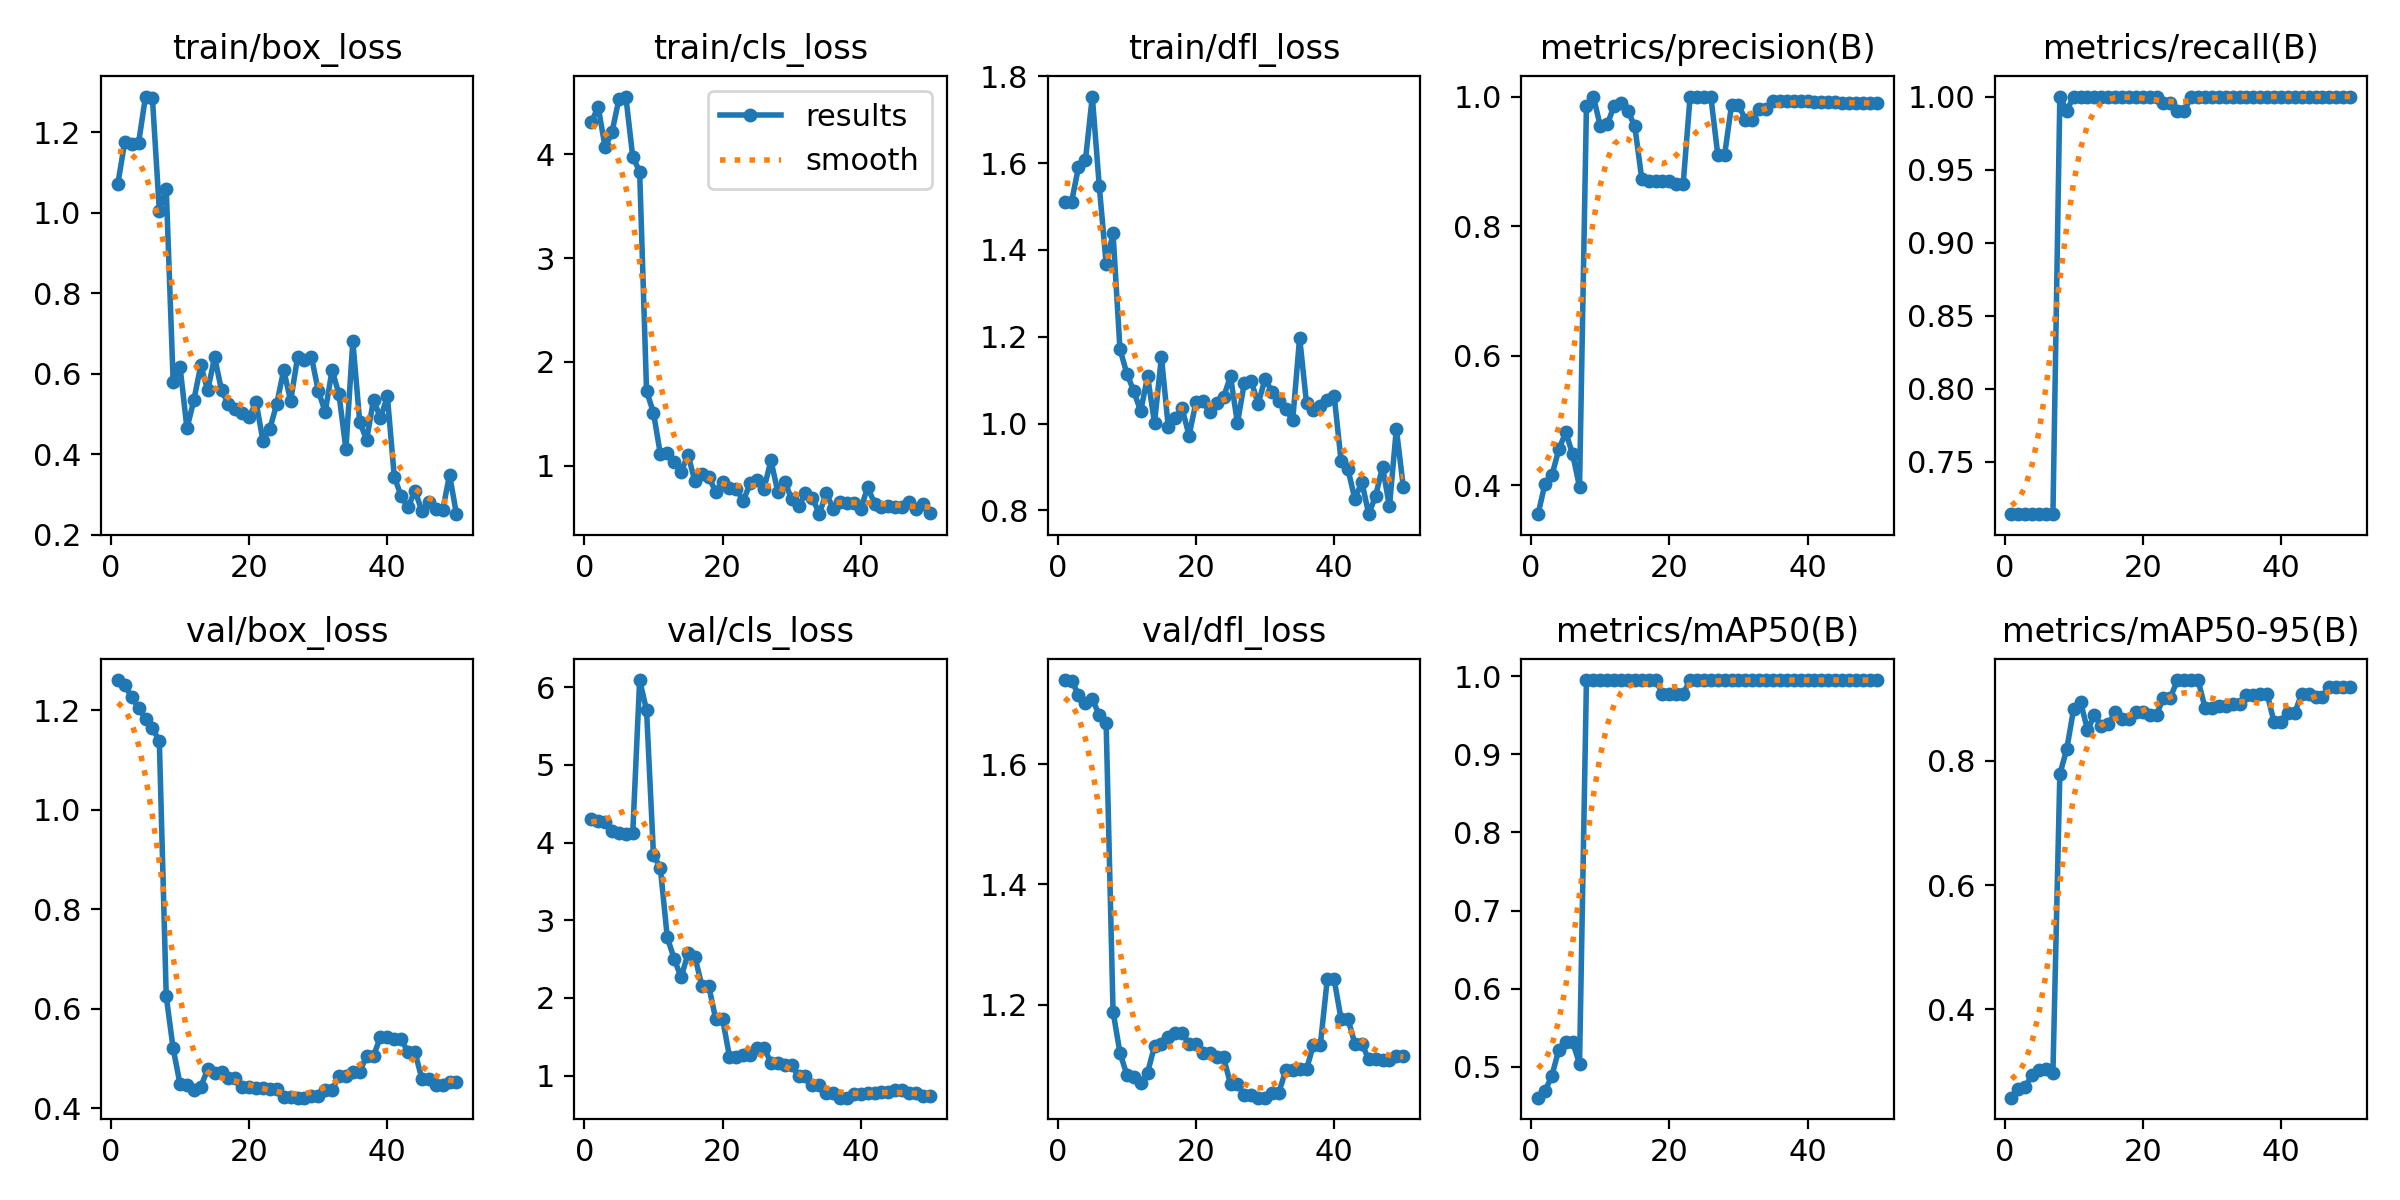 train/box_loss
1.2
1.0
0.8
0.6
0.4
0.2
0 20 40
train/cls_loss
results
smooth
4
3
2
1
0 20 40
train/dfl_loss
1.8
1.6
1.4
1.2
1.0
0.8
0 20 40
metrics/precision(B)
1.0
0.8
0.6
0.4
0 20 40
metrics/recall(B)
1.00
0.95
0.90
0.85
0.80
0.75
0 20 40
val/box_loss
1.2
1.0
0.8
0.6
0.4
0 20 40
val/cls_loss
6
5
4
3
2
1
0 20 40
val/dfl_loss
1.6
1.4
1.2
0 20 40
metrics/mAP50(B)
1.0
0.9
0.8
0.7
0.6
0.5
0 20 40
metrics/mAP50-95(B)
0.8
0.6
0.4
0 20 40